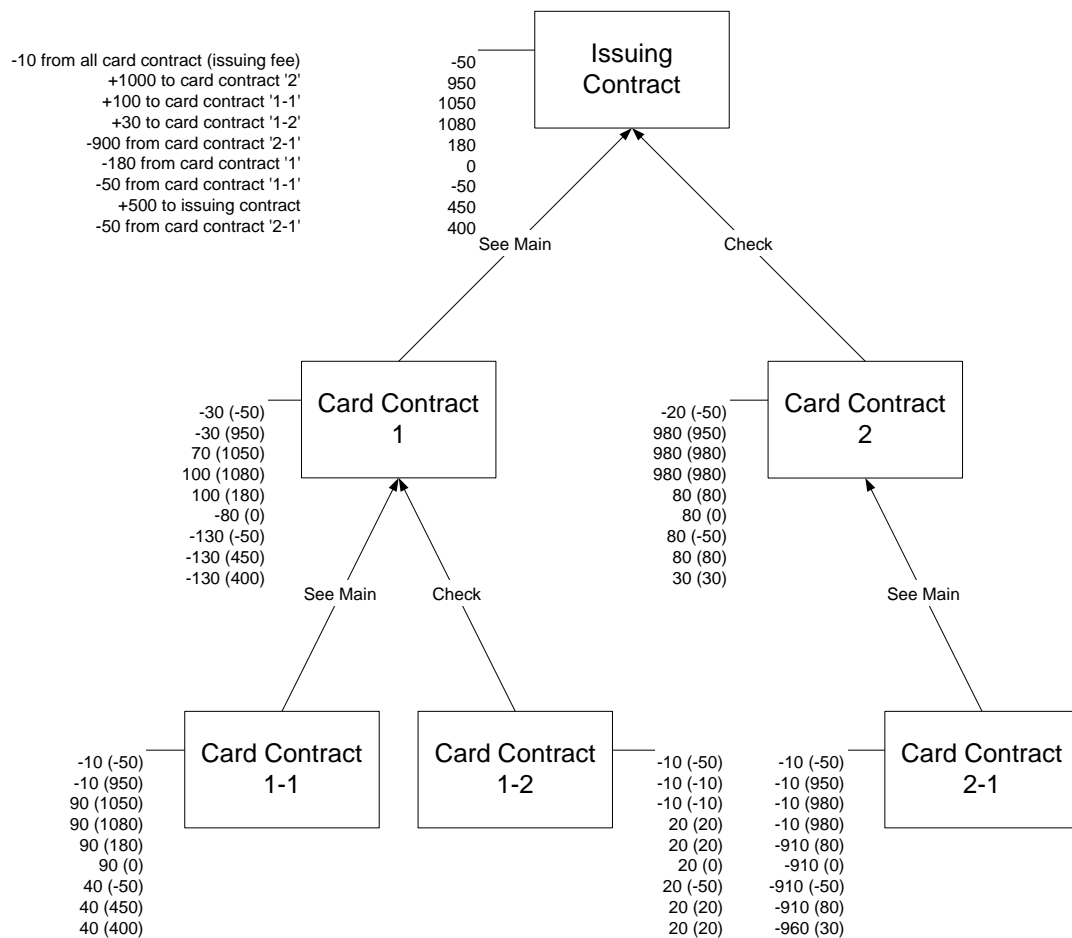 -10 from all card contract (issuing fee)
+1000 to card contract '2'
+100 to card contract '1-1'
+30 to card contract '1-2'
-900 from card contract '2-1'
-180 from card contract '1'
-50 from card contract '1-1'
+500 to issuing contract
-50 from card contract '2-1'
-50
950
1050
1080
180
0
-50
450
400
Issuing
Contract
See Main
Check
-30 (-50)
-30 (950)
70 (1050)
100 (1080)
100 (180)
-80 (0)
-130 (-50)
-130 (450)
-130 (400)
Card Contract
1
-20 (-50)
980 (950)
980 (980)
980 (980)
80 (80)
80 (0)
80 (-50)
80 (80)
30 (30)
Card Contract
2
See Main
Check
See Main
-10 (-50)
-10 (950)
90 (1050)
90 (1080)
90 (180)
90 (0)
40 (-50)
40 (450)
40 (400)
Card Contract
1-1
Card Contract
1-2
-10 (-50)
-10 (-10)
-10 (-10)
20 (20)
20 (20)
20 (0)
20 (-50)
20 (20)
20 (20)
-10 (-50)
-10 (950)
-10 (980)
-10 (980)
-910 (80)
-910 (0)
-910 (-50)
-910 (80)
-960 (30)
Card Contract
2-1